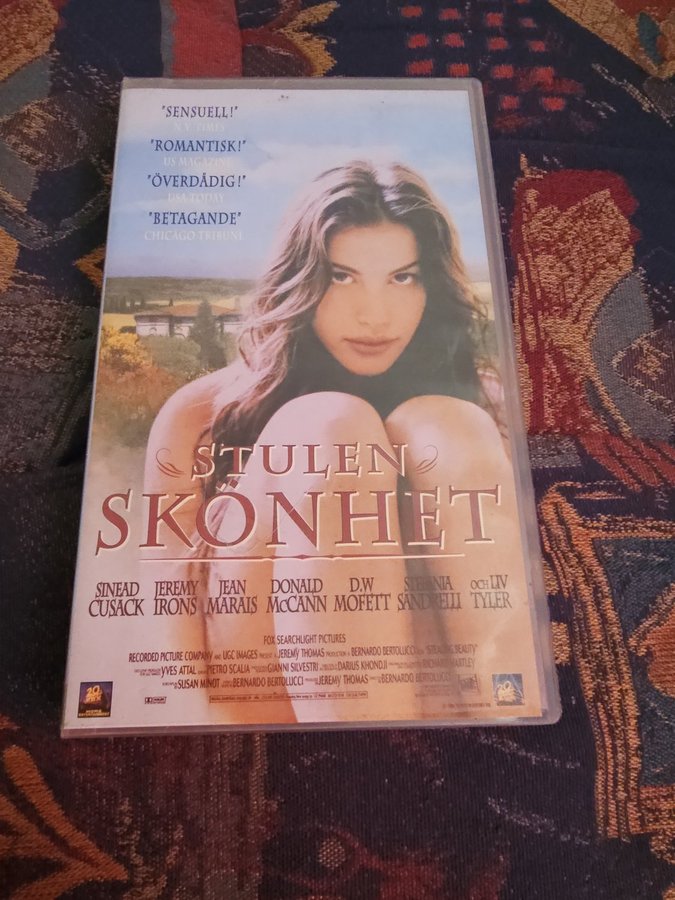 "SENSUELL!"
N.Y. TIMES
"ROMANTISK!"
US MAGAZINE
"ÖVERDÅDIG!"
USA TODAY
"BETAGANDE"
CHICAGO TRIBUNE
STULEN
SKÖNHET
SINEAD CUSACK JEREMY IRONS JEAN MARAIS DONALD McCANN D.W MOFETT STEFANIA SANDRELLI OCH LIV TYLER
FOX SEARCHLIGHT PICTURES
RECORDED PICTURE COMPANY AND UGC IMAGES JEREMY THOMAS PRODUCTION BERNARDO BERTOLUCCI "STEALING BEAUTY"
YVES ATTAL PIETRO SCALIA GIANNI SILVESTRI DARIUS KHONDJI RICHARD HARTLEY
SUSAN MINOT BERNARDO BERTOLUCCI JEREMY THOMAS BERNARDO BERTOLUCCI